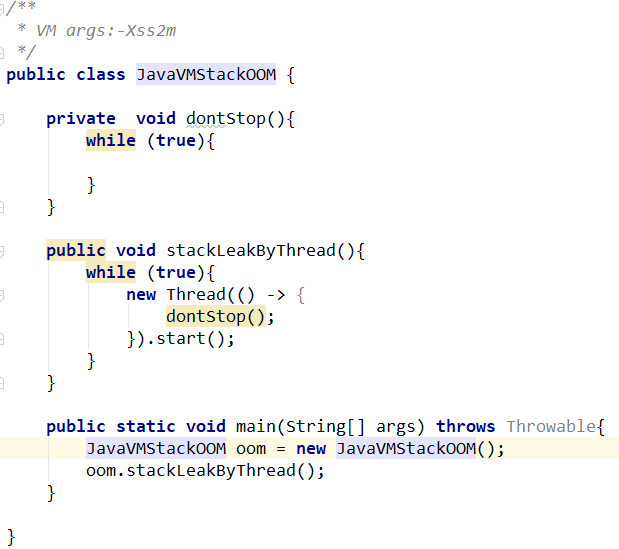 /**
 * VM args:-Xss2m
 */
public class JavaVMStackOOM {
    private  void dontStop(){
        while (true){
        }
    }
    public void stackLeakByThread(){
        while (true){
            new Thread(() -> {
                dontStop();
            }).start();
        }
    }
    public static void main(String[] args) throws Throwable{
        JavaVMStackOOM oom = new JavaVMStackOOM();
        oom.stackLeakByThread();
    }
}